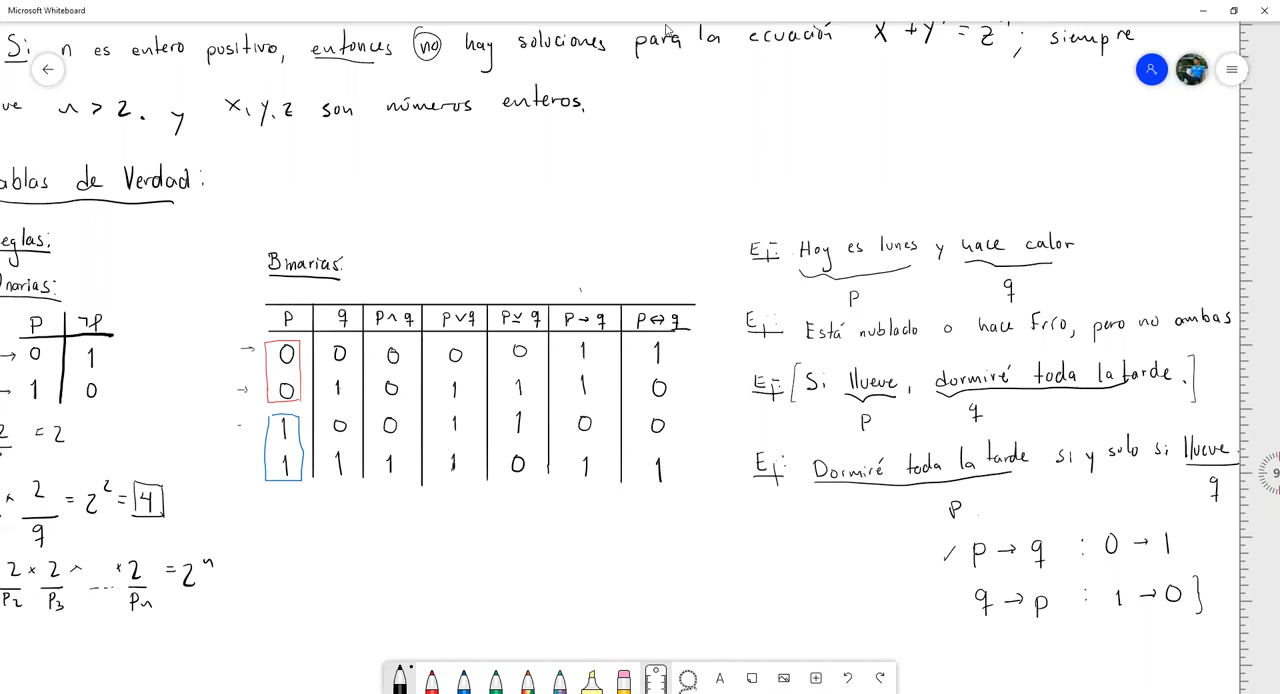 Microsoft Whiteboard
Si n es entero positivo, entonces no hay soluciones para la ecuación x + y = z ; siempre
ue n > 2. y x, y, z son números enteros.
ablas de Verdad:
eglas:
narias:
p ¬p
→ 0 1
→ 1 0
= 2
2 = 2² = 4
q
2 × 2 × ... × 2 = 2ⁿ
P₂ P₃ Pn
Binarias.
p q p ∧ q p ∨ q p ⊻ q p → q p ↔ q
→ 0 0 0 0 0 1 1
→ 0 1 0 1 1 1 0
1 0 0 1 1 0 0
1 1 1 1 0 1 1
Ej: Hoy es lunes y hace calor
p q
Ej: Está nublado o hace Frío, pero no ambas
Ej: [Si llueve, dormiré toda la tarde.]
p q
Ej: Dormiré toda la tarde si y solo si llueve.
p q
✓ p → q : 0 → 1
q → p : 1 → 0 }